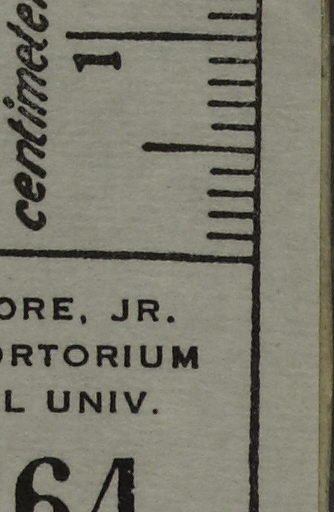 centimeter
1
ORE, JR.
ORTORIUM
L UNIV.
64